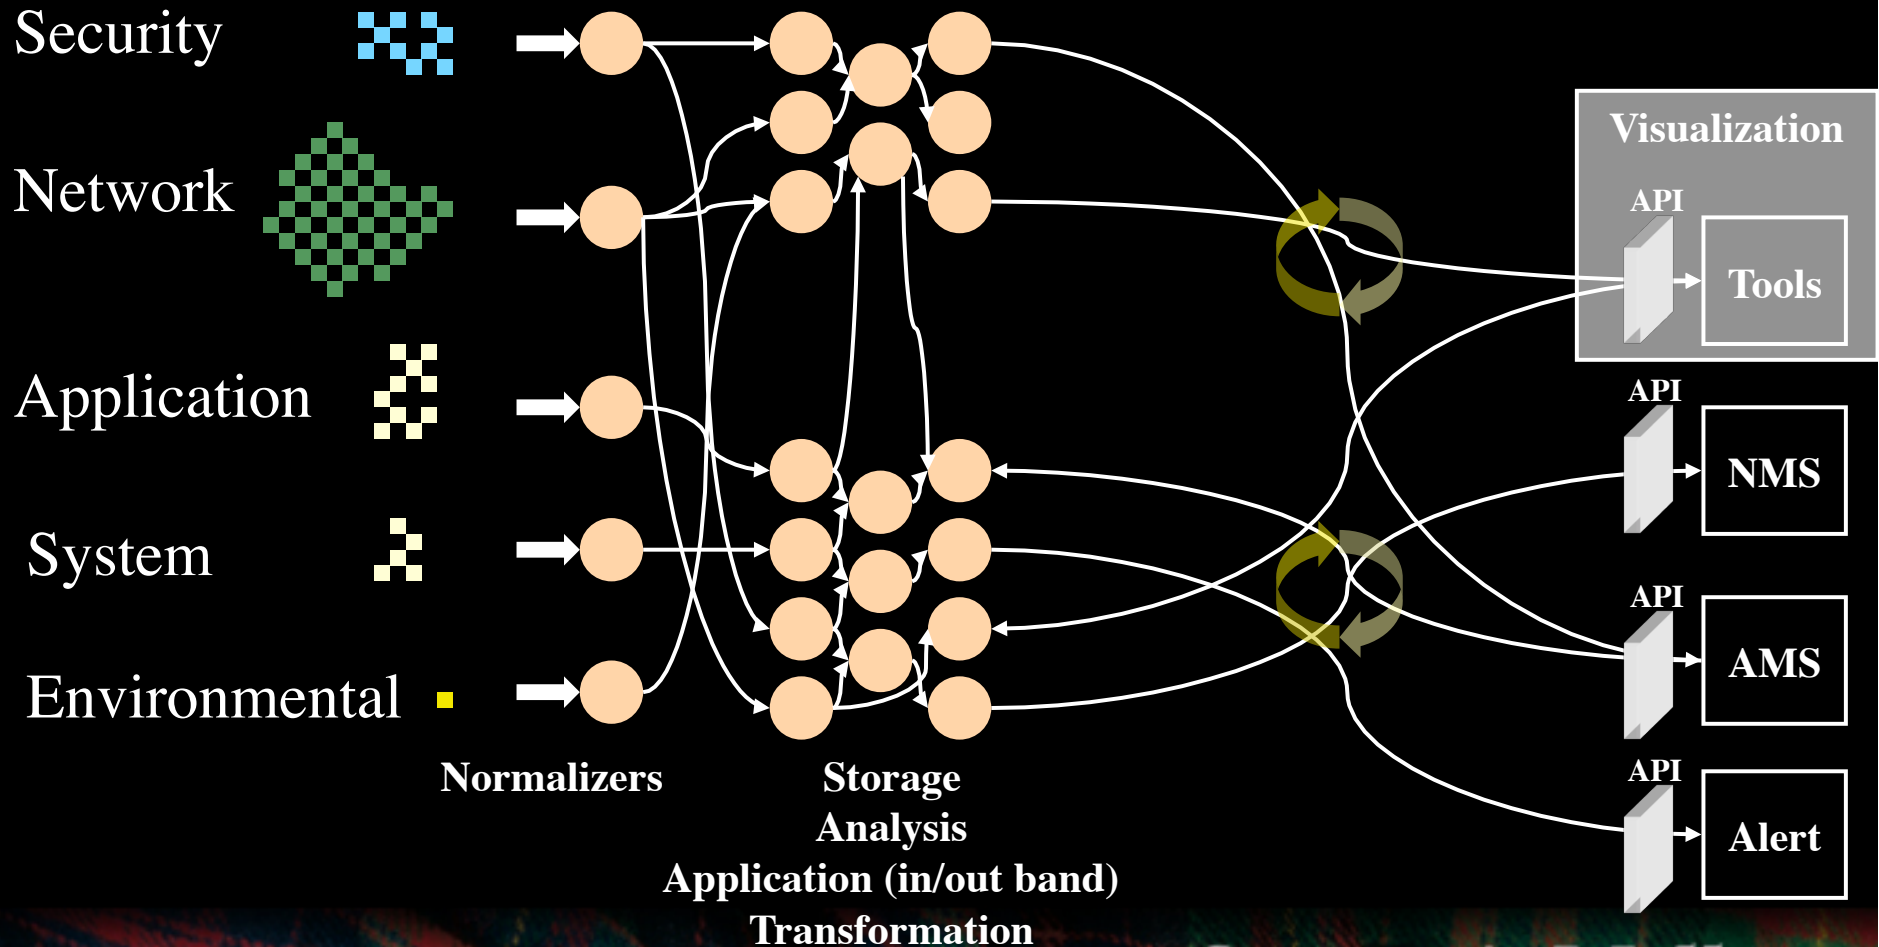 Security
Network
Application
System
Environmental
Normalizers
Storage
Analysis
Application (in/out band)
Transformation
Visualization
API
Tools
API
NMS
API
AMS
API
Alert